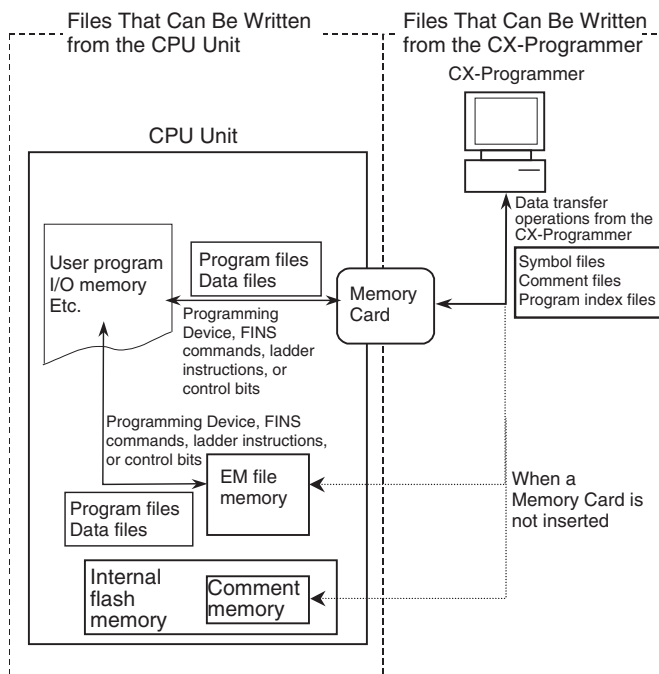 Files That Can Be Written
from the CPU Unit
Files That Can Be Written
from the CX-Programmer
CX-Programmer
CPU Unit
Data transfer
operations from the
CX-Programmer
Symbol files
Comment files
Program index files
User program
I/O memory
Etc.
Program files
Data files
Memory
Card
Programming
Device, FINS
commands, ladder
instructions, or
control bits
Programming Device, FINS
commands, ladder instructions,
or control bits
EM file
memory
Program files
Data files
When a
Memory Card is
not inserted
Internal
flash
memory
Comment
memory